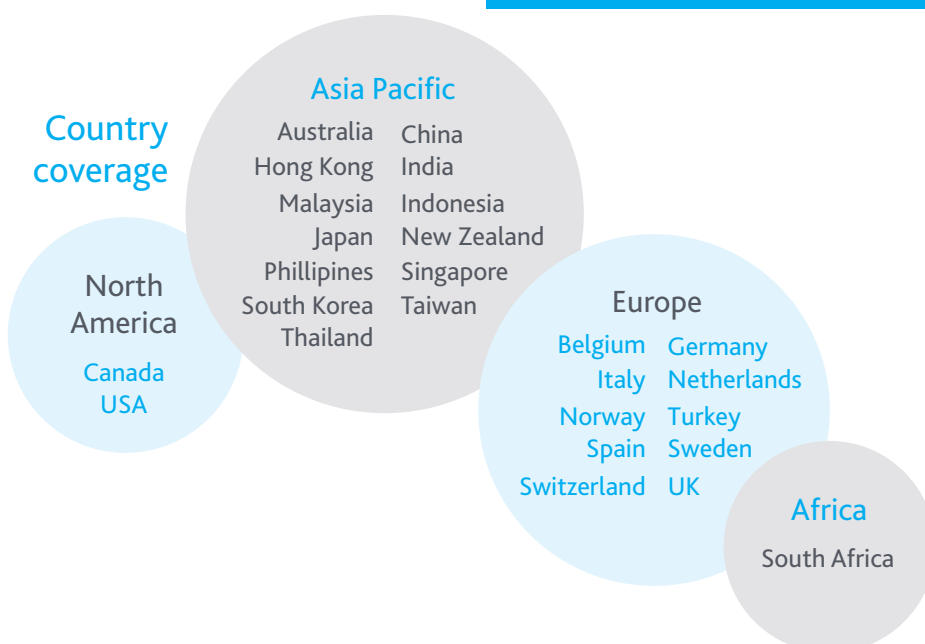 Country
coverage
North
America
Canada
USA
Asia Pacific
Australia China
Hong Kong India
Malaysia Indonesia
Japan New Zealand
Phillipines Singapore
South Korea Taiwan
Thailand
Europe
Belgium Germany
Italy Netherlands
Norway Turkey
Spain Sweden
Switzerland UK
Africa
South Africa